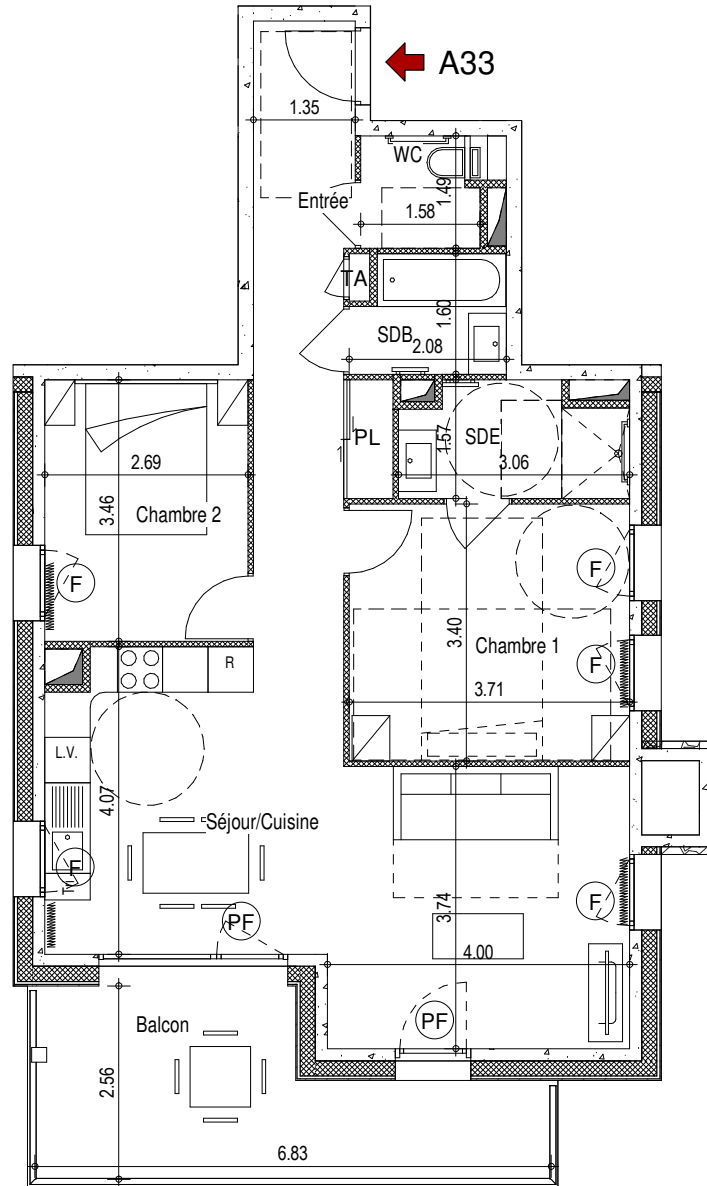 A33
1.35
WC
1.49
Entrée
1.58
TA
1.60
SDB
2.08
PL
1.57
SDE
2.69
3.06
3.46
Chambre 2
F
F
3.40
Chambre 1
F
R
3.71
L.V.
4.07
Séjour/Cuisine
F
F
3.74
PF
4.00
PF
Balcon
2.56
6.83